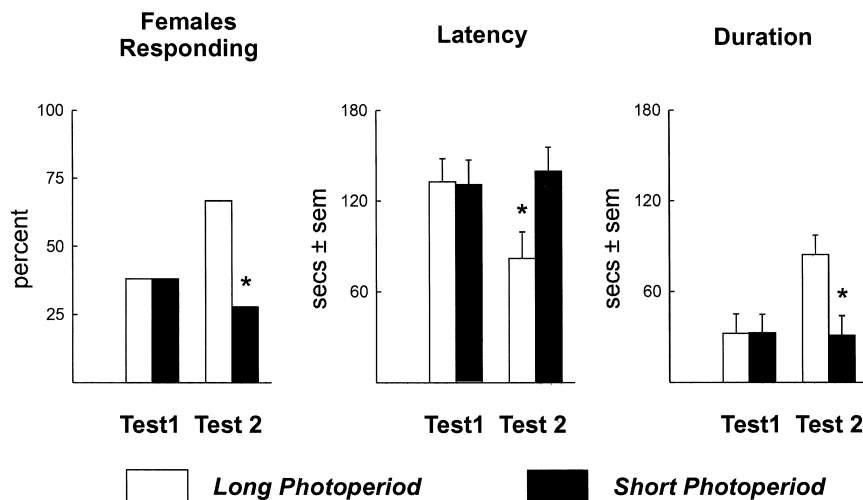 Females
Responding
Latency
Duration
percent
100
75
50
25
secs ± sem
180
120
60
secs ± sem
180
120
60
Test1 Test 2
Test1 Test 2
Test1 Test 2
Long Photoperiod
Short Photoperiod
*
*
*